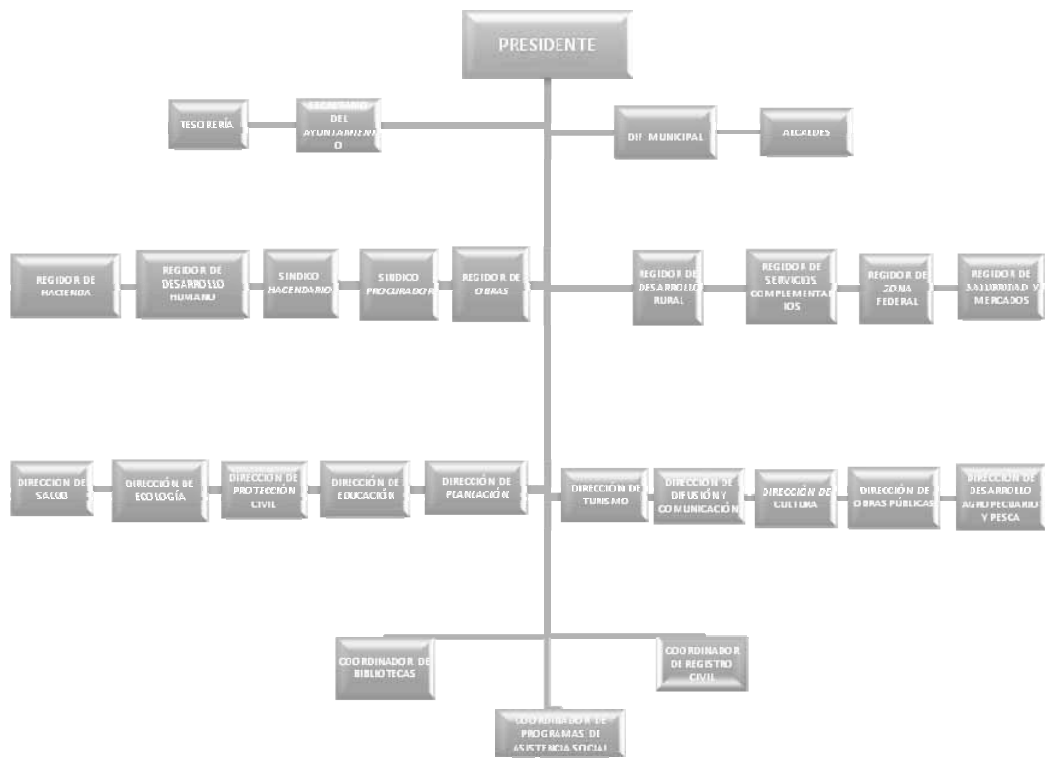 PRESIDENTE
TESORERÍA
SECRETARIO
DEL
AYUNTAMIENT
O
DIF MUNICIPAL
ALCALDES
REGIDOR DE
HACIENDA
REGIDOR DE
DESARROLLO
HUMANO
SINDICO
HACENDARIO
SINDICO
PROCURADOR
REGIDOR DE
OBRAS
REGIDOR DE
DESARROLLO
RURAL
REGIDOR DE
SERVICIOS
COMPLEMENTAR
IOS
REGIDOR DE
ZONA
FEDERAL
REGIDOR DE
SALUBRIDAD Y
MERCADOS
DIRECCION DE
SALUD
DIRECCIÓN DE
ECOLOGÍA
DIRECCION DE
PROTECCIÓN
CIVIL
DIRECCIÓN DE
EDUCACIÓN
DIRECCIÓN DE
PLANEACIÓN
DIRECCIÓN DE
TURISMO
DIRECCIÓN DE
DIFUSIÓN Y
COMUNICACIÓN
DIRECCIÓN DE
CULTURA
DIRECCIÓN DE
OBRAS PÚBLICAS
DIRECCIÓN DE
DESARROLLO
AGROPECUARIO
Y PESCA
COORDINADOR DE
BIBLIOTECAS
COORDINADOR
DE REGISTRO
CIVIL
COORDINADOR DE
PROGRAMAS DE
ASISTENCIA SOCIAL